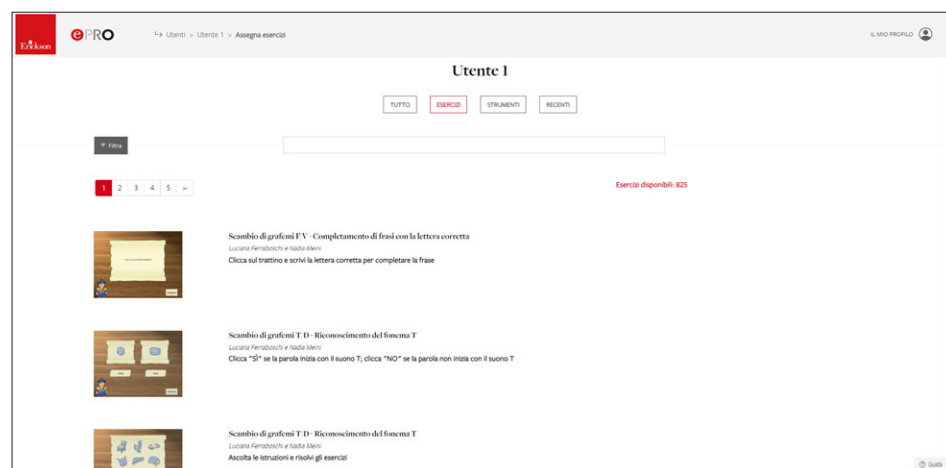 Erickson
ePRO
Utenti > Utente 1 > Assegna esercizi
IL MIO PROFILO
Utente 1
TUTTO
ESERCIZI
STRUMENTI
RECENTI
Filtra
1 2 3 4 5 »
Esercizi disponibili: 825
Scambio di grafemi F/V - Completamento di frasi con la lettera corretta
Luciana Ferraboschi e Nadia Meini
Clicca sul trattino e scrivi la lettera corretta per completare la frase
Scambio di grafemi T/D - Riconoscimento del fonema T
Luciana Ferraboschi e Nadia Meini
Clicca "SÌ" se la parola inizia con il suono T; clicca "NO" se la parola non inizia con il suono T
Scambio di grafemi T/D - Riconoscimento del fonema T
Luciana Ferraboschi e Nadia Meini
Ascolta le istruzioni e risolvi gli esercizi
Guida